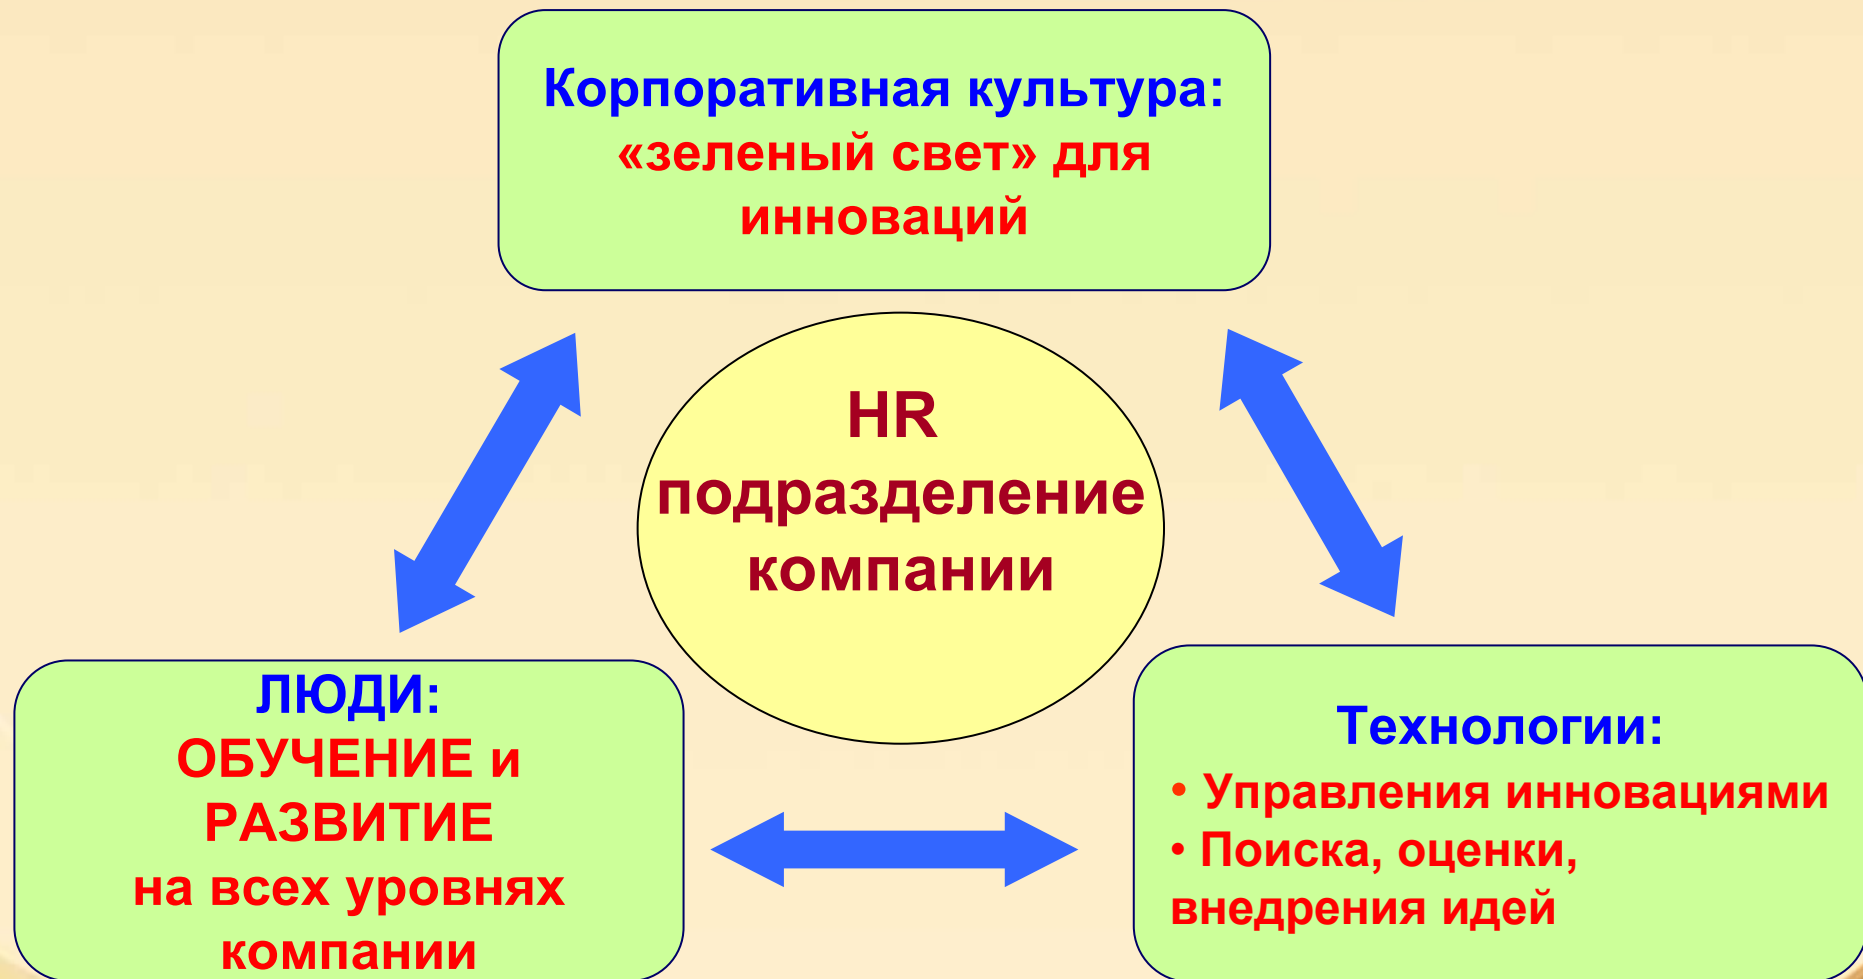 Корпоративная культура:
«зеленый свет» для
инноваций
HR
подразделение
компании
ЛЮДИ:
ОБУЧЕНИЕ и
РАЗВИТИЕ
на всех уровнях
компании
Технологии:
• Управления инновациями
• Поиска, оценки,
внедрения идей